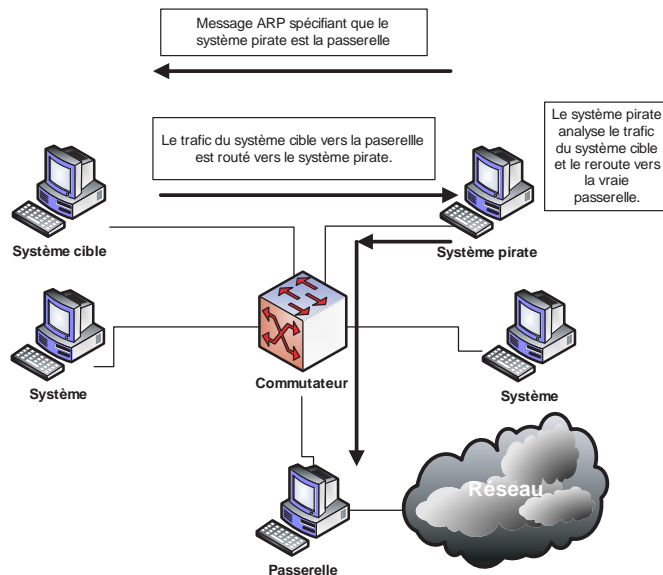 Message ARP spécifiant que le
système pirate est la passerelle
Le trafic du système cible vers la paserellle
est routé vers le système pirate.
Le système pirate
analyse le trafic
du système cible
et le reroute vers
la vraie
passerelle.
Système cible
Système pirate
Système
Commutateur
Système
Réseau
Passerelle